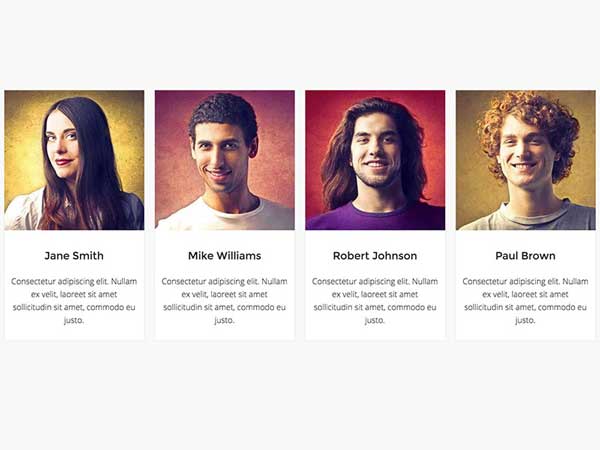 Jane Smith
Consectetur adipiscing elit. Nullam
ex velit, laoreet sit amet
sollicitudin sit amet, commodo eu
justo.
Mike Williams
Consectetur adipiscing elit. Nullam
ex velit, laoreet sit amet
sollicitudin sit amet, commodo eu
justo.
Robert Johnson
Consectetur adipiscing elit. Nullam
ex velit, laoreet sit amet
sollicitudin sit amet, commodo eu
justo.
Paul Brown
Consectetur adipiscing elit. Nullam
ex velit, laoreet sit amet
sollicitudin sit amet, commodo eu
justo.